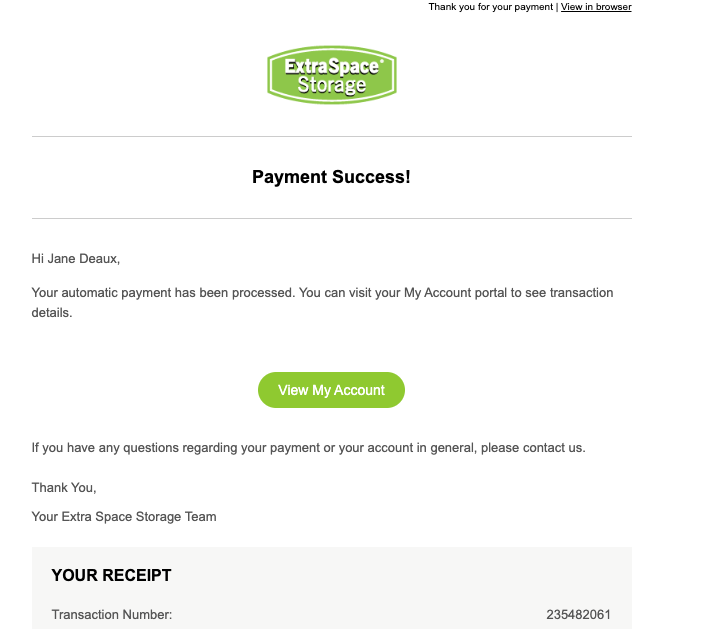 Thank you for your payment | View in browser
ExtraSpace®
Storage
Payment Success!
Hi Jane Deaux,
Your automatic payment has been processed. You can visit your My Account portal to see transaction
details.
View My Account
If you have any questions regarding your payment or your account in general, please contact us.
Thank You,
Your Extra Space Storage Team
YOUR RECEIPT
Transaction Number: 235482061